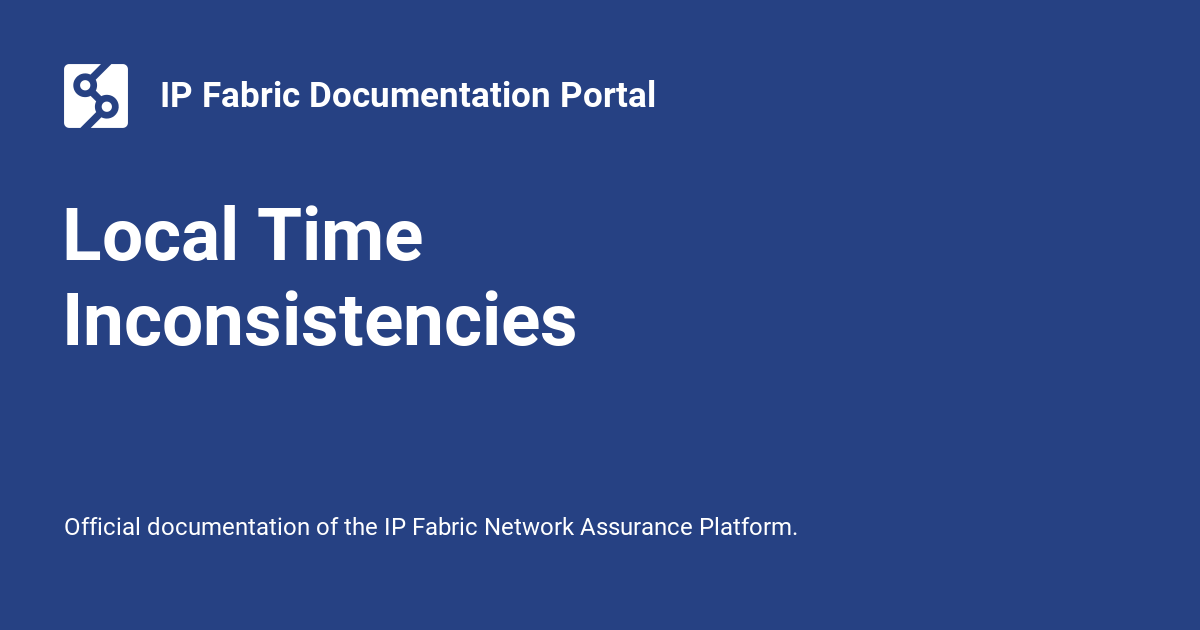 IP Fabric Documentation Portal
Local Time
Inconsistencies
Official documentation of the IP Fabric Network Assurance Platform.